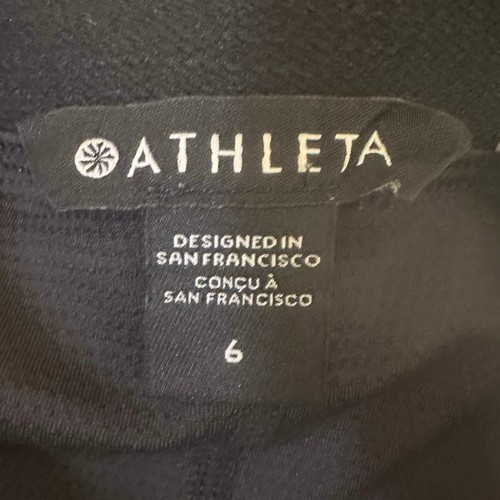 ATHLETA
DESIGNED IN
SAN FRANCISCO
CONÇU À
SAN FRANCISCO
6